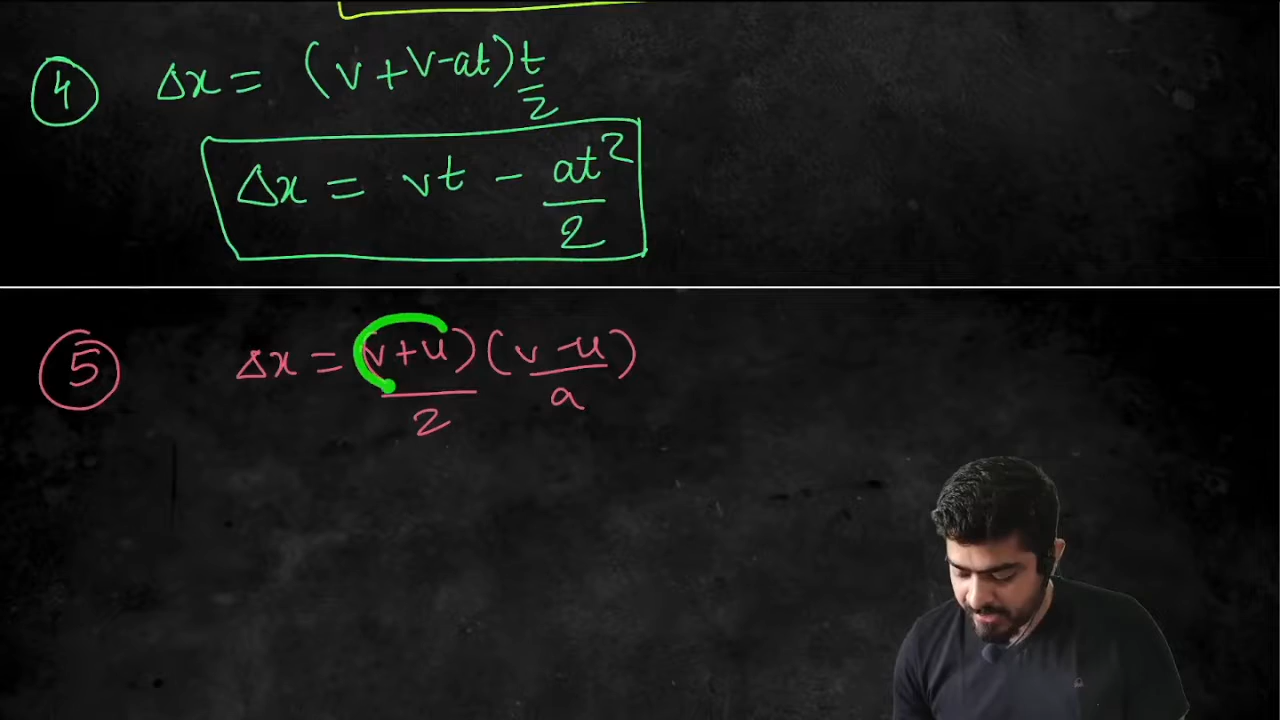 ④ Δx = (v+v-at)t/2
Δx = vt - at²/2
⑤ Δx = (v+u)/2 (v-u/a)